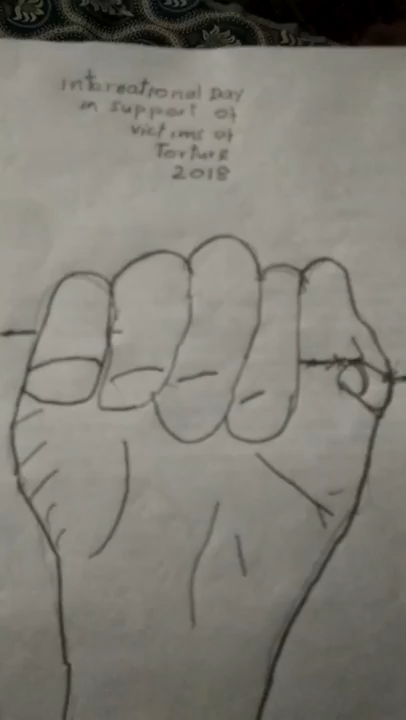 International Day
in support of
victims of
Torture
2018